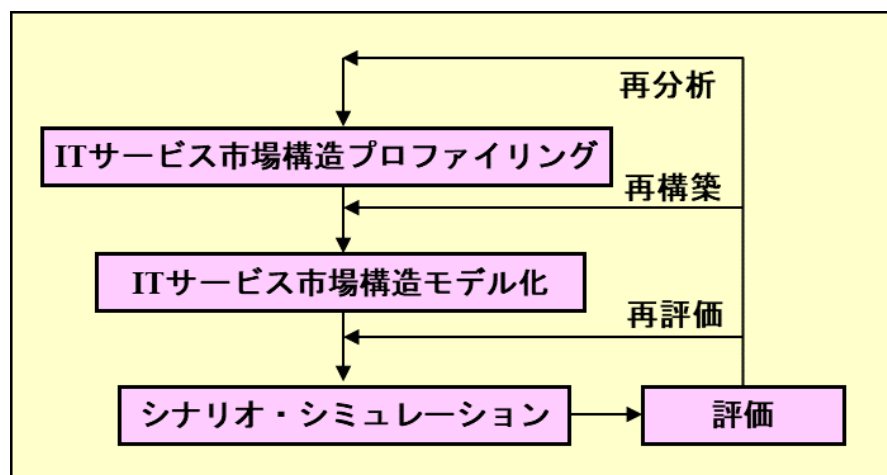 再分析
ITサービス市場構造プロファイリング
再構築
ITサービス市場構造モデル化
再評価
シナリオ・シミュレーション
評価